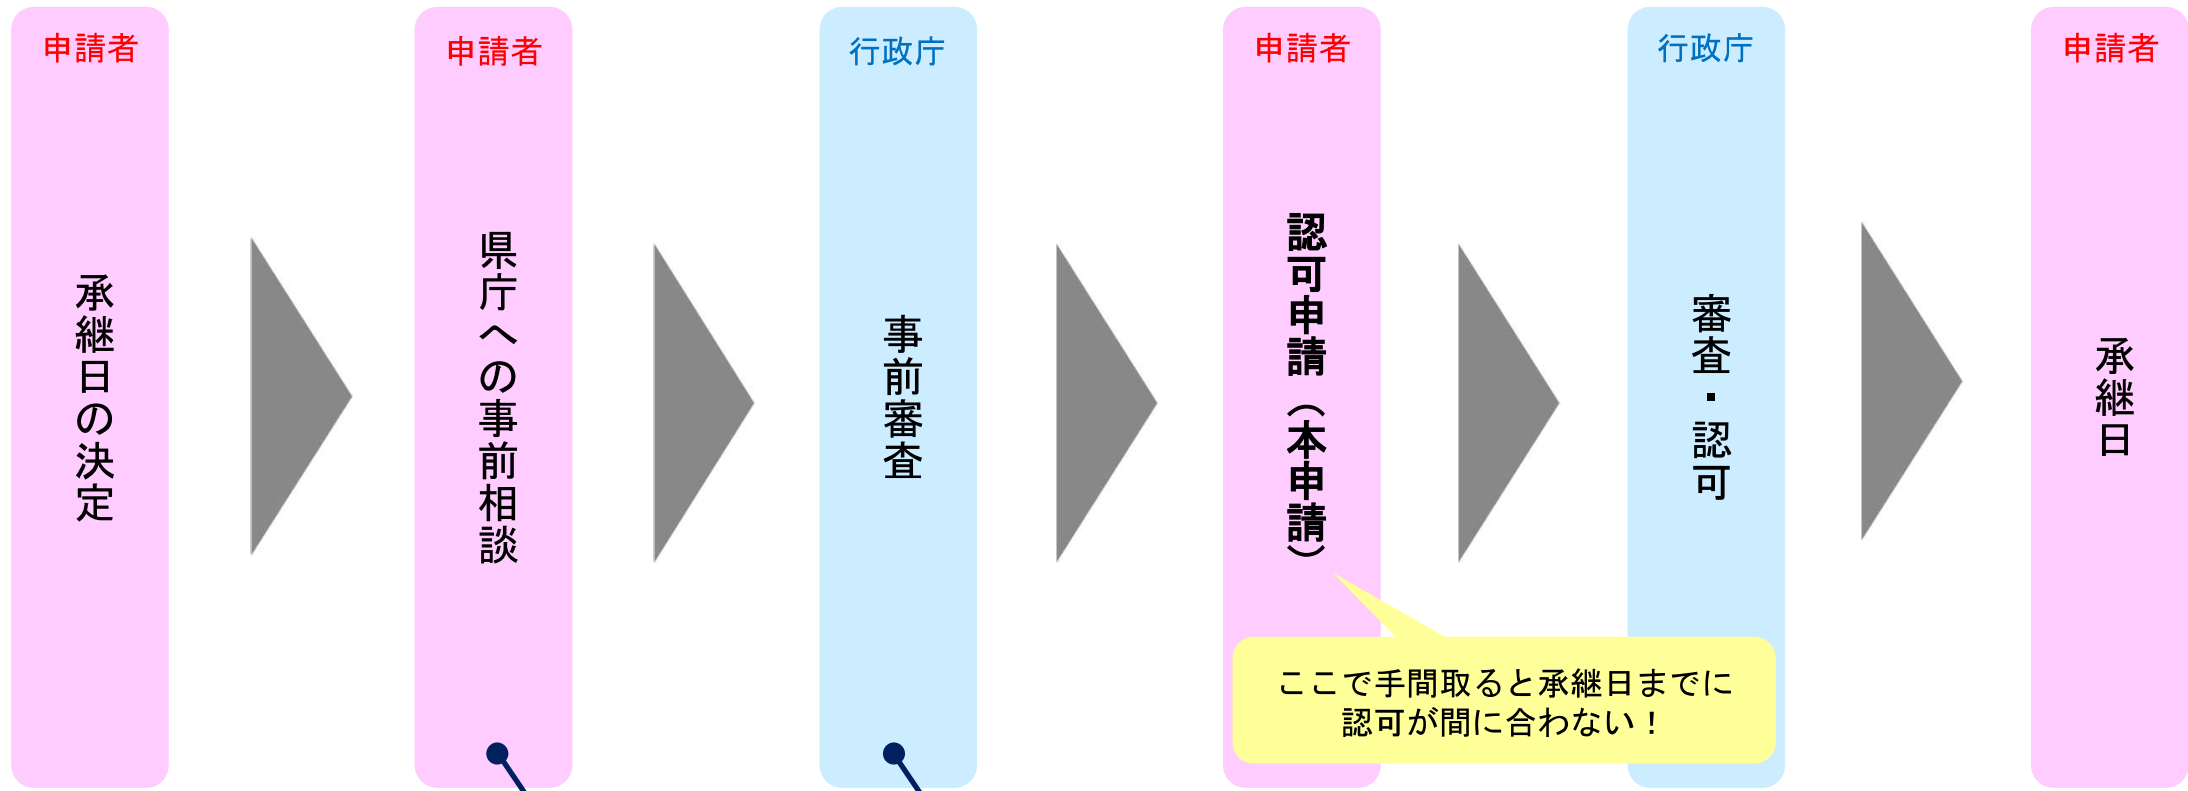 申請者
承継日の決定
申請者
県庁への事前相談
行政庁
事前審査
申請者
認可申請（本申請）
行政庁
審査・認可
申請者
承継日
ここで手間取ると承継日までに
認可が間に合わない！